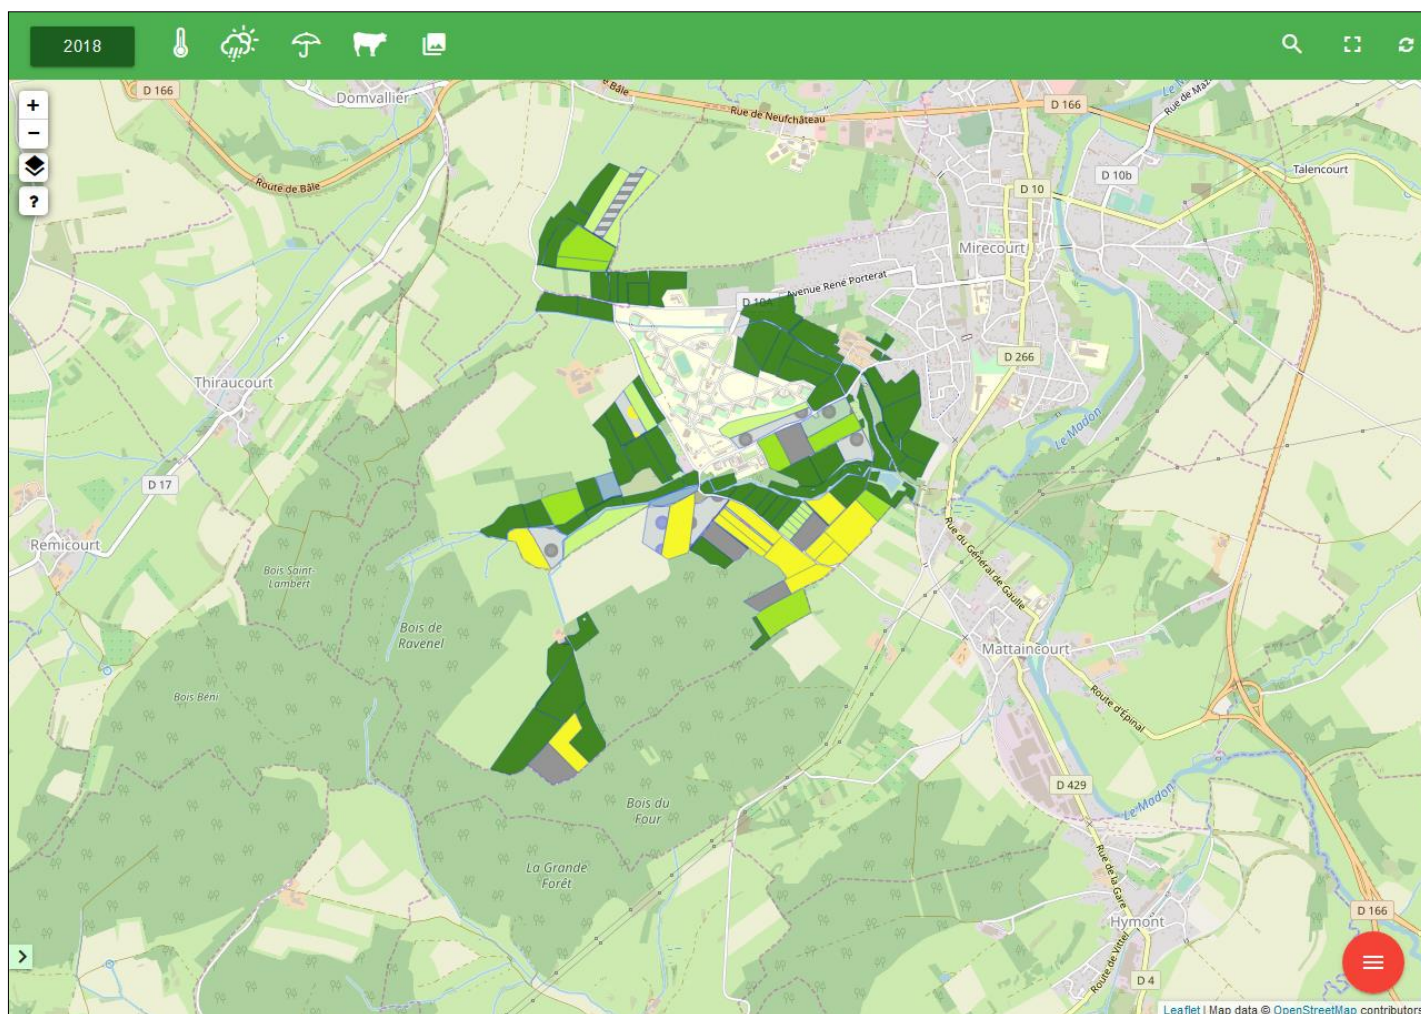 2018
+
−
?
D 166
Domvallier
de Bâle
Rue de Neufchâteau
D 166
Route de Bâle
D 10b
Talencourt
D 10
Mirecourt
Avenue René Porterat
D 266
Thiraucourt
Le Madon
D 17
Remicourt
Bois Saint-
Lambert
Bois de
Ravenel
Rue du Général de Gaulle
Mattaincourt
Bois Béni
Route d'Épinal
D 429
Le Madon
Bois du
Four
La Grande
Forêt
Rue de la Gare
Hymont
D 166
Route de Vittel
D 4
Leaflet | Map data © OpenStreetMap contributors